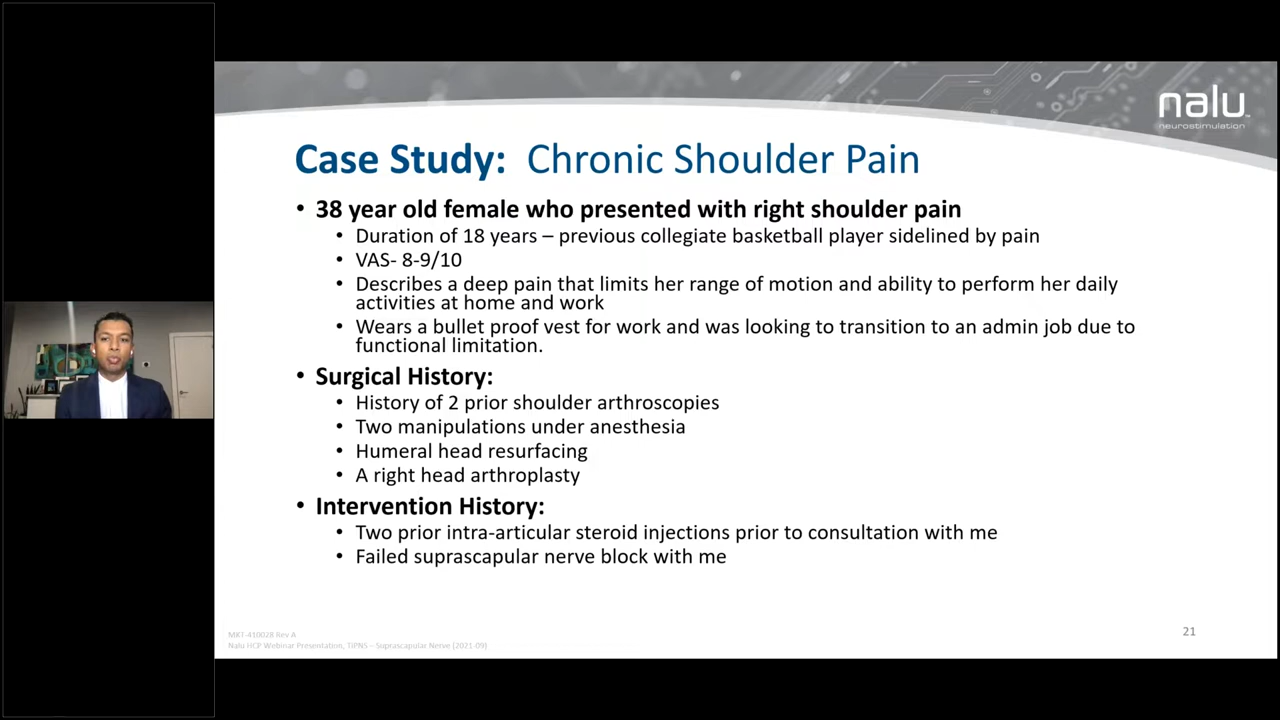 nalu
neurostimulation
Case Study: Chronic Shoulder Pain
• 38 year old female who presented with right shoulder pain
• Duration of 18 years – previous collegiate basketball player sidelined by pain
• VAS- 8-9/10
• Describes a deep pain that limits her range of motion and ability to perform her daily
activities at home and work
• Wears a bullet proof vest for work and was looking to transition to an admin job due to
functional limitation.
• Surgical History:
• History of 2 prior shoulder arthroscopies
• Two manipulations under anesthesia
• Humeral head resurfacing
• A right head arthroplasty
• Intervention History:
• Two prior intra-articular steroid injections prior to consultation with me
• Failed suprascapular nerve block with me
MKT-410028 Rev A
Nalu HCP Webinar Presentation, TiPNS – Suprascapular Nerve (2021-09)
21